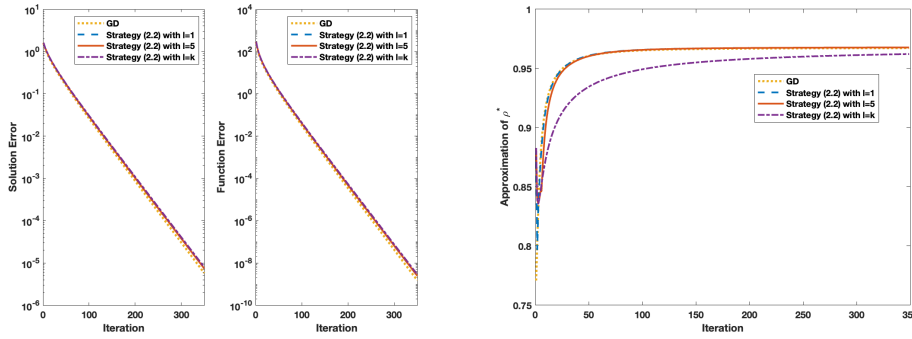 Solution Error
10^2
10^1
10^0
10^-1
10^-2
10^-3
10^-4
10^-5
10^-6
0
100
200
300
Iteration
GD
Strategy (2.2) with l=1
Strategy (2.2) with l=5
Strategy (2.2) with l=k
Function Error
10^4
10^2
10^0
10^-2
10^-4
10^-6
10^-8
10^-10
0
100
200
300
Iteration
GD
Strategy (2.2) with l=1
Strategy (2.2) with l=5
Strategy (2.2) with l=k
Approximation of ρ*
1
0.95
0.9
0.85
0.8
0.75
0
50
100
150
200
250
300
35
Iteration
GD
Strategy (2.2) with l=1
Strategy (2.2) with l=5
Strategy (2.2) with l=k